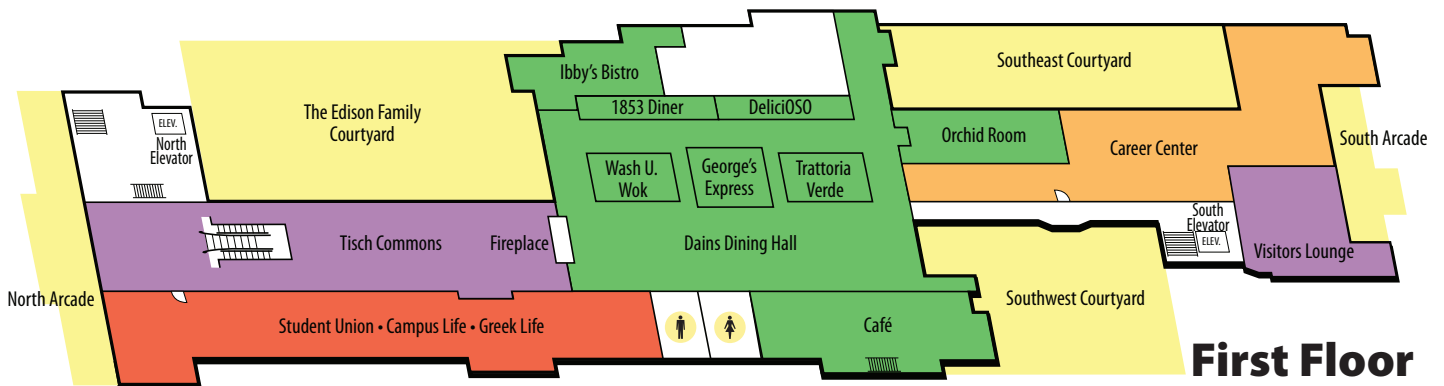 Ibby's Bistro
Southeast Courtyard
1853 Diner
DeliciOSO
The Edison Family
Courtyard
ELEV.
North
Elevator
Orchid Room
Career Center
South Arcade
Wash U.
Wok
George's
Express
Trattoria
Verde
South
Elevator
ELEV.
Tisch Commons
Fireplace
Dains Dining Hall
Visitors Lounge
North Arcade
Southwest Courtyard
Student Union • Campus Life • Greek Life
Café
First Floor